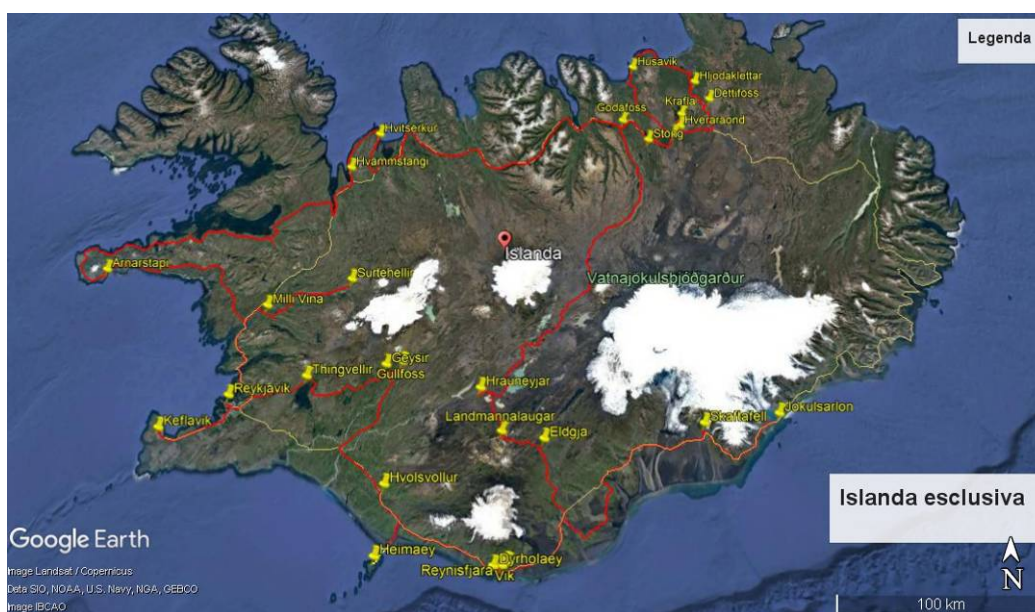 Legenda
Husavik
Hljodaklettar
Dettifoss
Krafla
Godafoss
Hveraraond
Stong
Hvitserkur
Hvammstangi
Islanda
Arnarstapi
Surtehellir
Vatnajökulsþjóðgarður
Milli Vina
Geysir
Thingvellir
Gullfoss
Hrauneyjar
Reykjavik
Keflavik
Landmannalaugar
Eldgja
Skaftafell
Jokulsarlon
Hvolsvollur
Islanda esclusiva
Heimaey
Dyrholaey
Reynisfjara
Vik
Google Earth
Image Landsat / Copernicus
Data SIO, NOAA, U.S. Navy, NGA, GEBCO
Image IBCAO
N
100 km